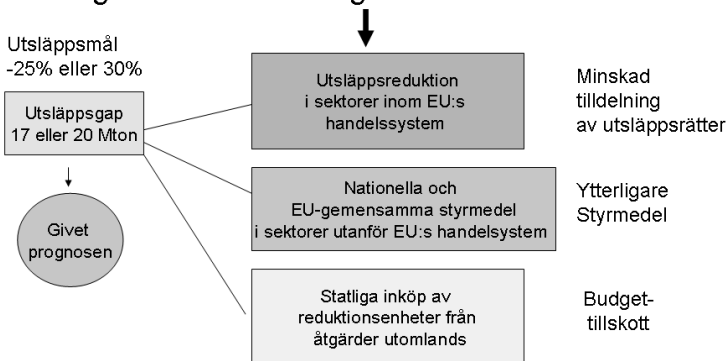 Utsläppsmål
-25% eller 30%
Utsläppsgap
17 eller 20 Mton
Givet
prognosen
Utsläppsreduktion
i sektorer inom EU:s
handelssystem
Minskad
tilldelning
av utsläppsrätter
Nationella och
EU-gemensamma styrmedel
i sektorer utanför EU:s handelsystem
Ytterligare
Styrmedel
Statliga inköp av
reduktionsenheter från
åtgärder utomlands
Budget-
tillskott